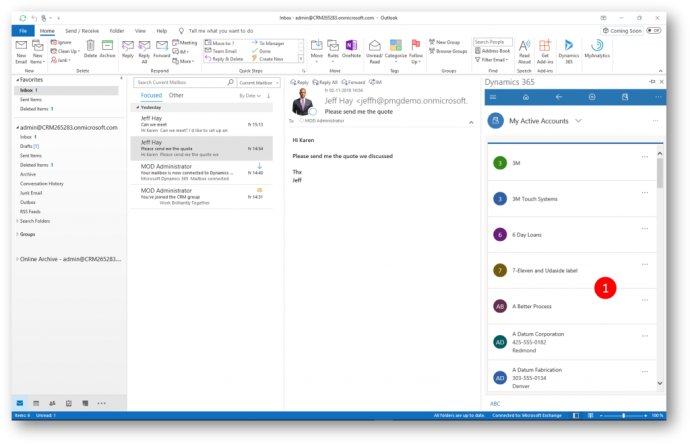 Inbox - admin@CRM265283.onmicrosoft.com - Outlook
File Home Send / Receive Folder View Help Tell me what you want to do
Coming Soon Off
New Email
New Items
Ignore
Clean Up
Junk
Delete
Archive
Reply
Reply All
Forward
Meeting
IM
More
Move to: ?
Team Email
Reply & Delete
To Manager
Done
Create New
Move
Rules
OneNote
Unread/ Read
Follow Up
New Group
Browse Groups
Search People
Address Book
Filter Email
Read Aloud
Get Add-ins
Dynamics 365
MyAnalytics
New
Delete
Respond
Quick Steps
Move
Tags
Groups
Find
Speech
Add-ins
Favorites
Inbox 1
Sent Items
Deleted Items 1
admin@CRM265283.onmicrosoft.com
Inbox 1
Drafts [1]
Sent Items
Deleted Items 1
Archive
Conversation History
Junk Email
Outbox
RSS Feeds
Search Folders
Groups
Online Archive - admin@CRM265283....
Search Current Mailbox
Current Mailbox
Focused Other
By Date
Yesterday
Jeff Hay
Can we meet
fr 15:13
Hi Karen Can we meet? I'd like to set up an
Jeff Hay
Please send me the quote
fr 14:54
Hi Karen Please send me the quote we
MOD Administrator
Your mailbox is now connected to Dynamics ...
fr 14:40
Microsoft Dynamics 365 Mailbox connected
MOD Administrator
You've joined the CRM group
fr 14:31
Work Brilliantly Together
Reply Reply All Forward IM
fr 02-11-2018 14:54
Jeff Hay <jeffh@pmgdemo.onmicrosoft.
Please send me the quote
To MOD Administrator
Hi Karen
Please send me the quote we discussed
Thx
Jeff
Dynamics 365
My Active Accounts
3 3M
3 3M Touch Systems
6 6 Day Loans
7 7-Eleven and Udaside label
1
AB A Better Process
AD A Datum Corporation
425-555-0182
Redmond
AD A Datum Fabrication
303-555-0134
Denver
ABC
Items: 6 Unread: 1
All folders are up to date.
Connected to: Microsoft Exchange
100 %